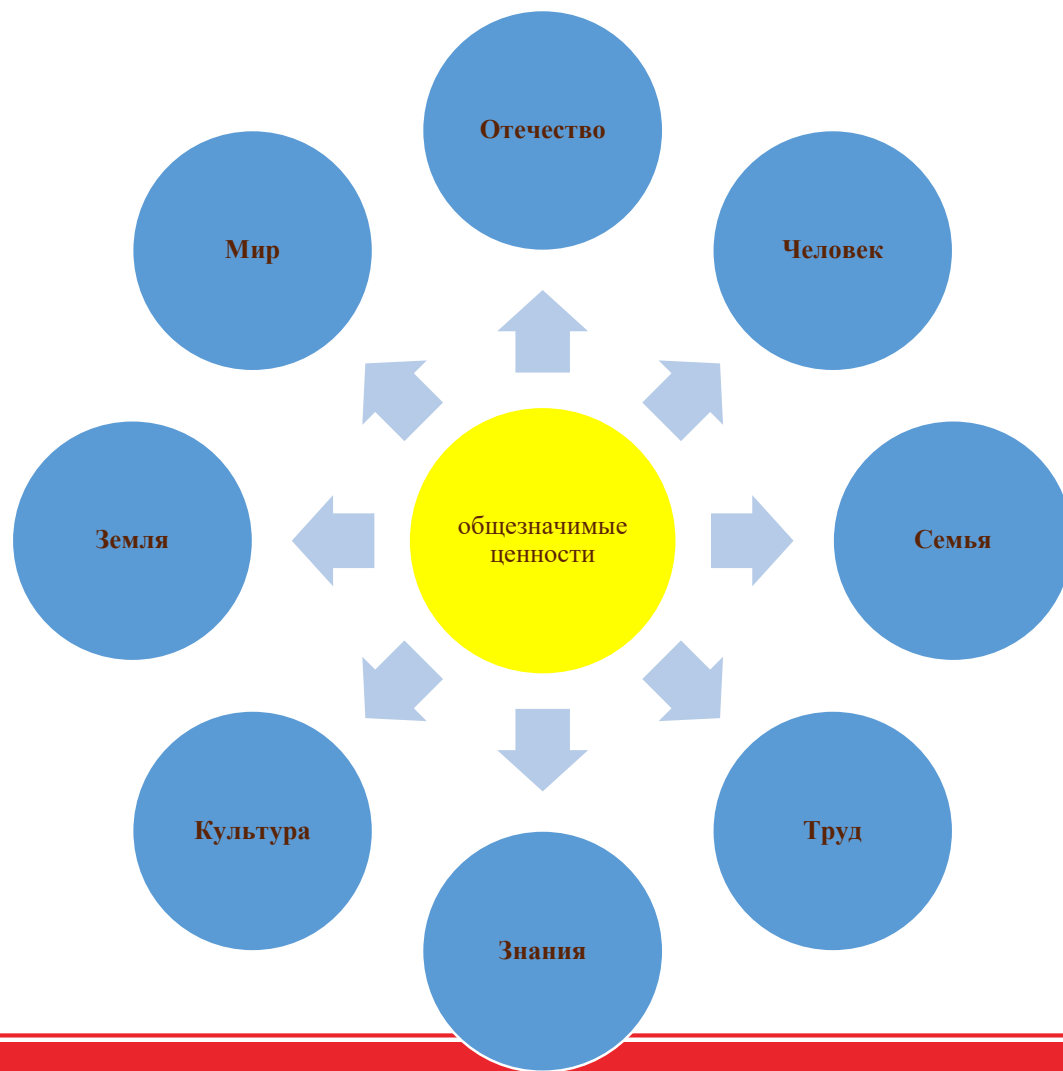 Отечество
Мир
Человек
Земля
общезначимые
ценности
Семья
Культура
Труд
Знания